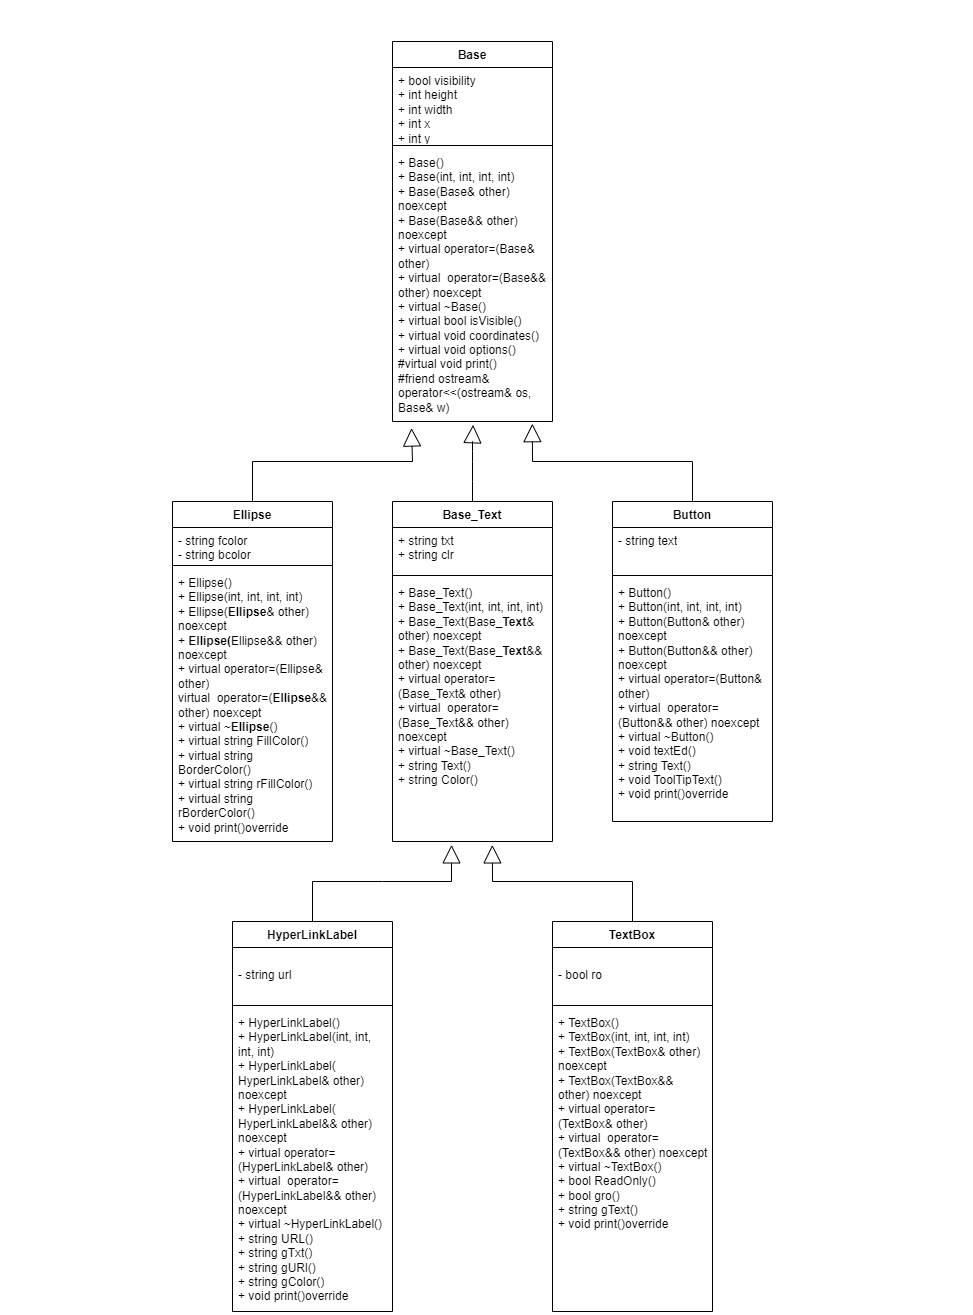 Base
+ bool visibility
+ int height
+ int width
+ int x
+ int y
+ Base()
+ Base(int, int, int, int)
+ Base(Base& other)
noexcept
+ Base(Base&& other)
noexcept
+ virtual operator=(Base&
other)
+ virtual  operator=(Base&&
other) noexcept
+ virtual ~Base()
+ virtual bool isVisible()
+ virtual void coordinates()
+ virtual void options()
#virtual void print()
#friend ostream&
operator<<(ostream& os,
Base& w)
Ellipse
- string fcolor
- string bcolor
+ Ellipse()
+ Ellipse(int, int, int, int)
+ Ellipse(Ellipse& other)
noexcept
+ Ellipse(Ellipse&& other)
noexcept
+ virtual operator=(Ellipse&
other)
virtual  operator=(Ellipse&&
other) noexcept
+ virtual ~Ellipse()
+ virtual string FillColor()
+ virtual string
BorderColor()
+ virtual string rFillColor()
+ virtual string
rBorderColor()
+ void print()override
Base_Text
+ string txt
+ string clr
+ Base_Text()
+ Base_Text(int, int, int, int)
+ Base_Text(Base_Text&
other) noexcept
+ Base_Text(Base_Text&&
other) noexcept
+ virtual operator=
(Base_Text& other)
+ virtual  operator=
(Base_Text&& other)
noexcept
+ virtual ~Base_Text()
+ string Text()
+ string Color()
Button
- string text
+ Button()
+ Button(int, int, int, int)
+ Button(Button& other)
noexcept
+ Button(Button&& other)
noexcept
+ virtual operator=(Button&
other)
+ virtual  operator=
(Button&& other) noexcept
+ virtual ~Button()
+ void textEd()
+ string Text()
+ void ToolTipText()
+ void print()override
HyperLinkLabel
- string url
+ HyperLinkLabel()
+ HyperLinkLabel(int, int,
int, int)
+ HyperLinkLabel(
HyperLinkLabel& other)
noexcept
+ HyperLinkLabel(
HyperLinkLabel&& other)
noexcept
+ virtual operator=
(HyperLinkLabel& other)
+ virtual  operator=
(HyperLinkLabel&& other)
noexcept
+ virtual ~HyperLinkLabel()
+ string URL()
+ string gTxt()
+ string gURl()
+ string gColor()
+ void print()override
TextBox
- bool ro
+ TextBox()
+ TextBox(int, int, int, int)
+ TextBox(TextBox& other)
noexcept
+ TextBox(TextBox&&
other) noexcept
+ virtual operator=
(TextBox& other)
+ virtual  operator=
(TextBox&& other) noexcept
+ virtual ~TextBox()
+ bool ReadOnly()
+ bool gro()
+ string gText()
+ void print()override